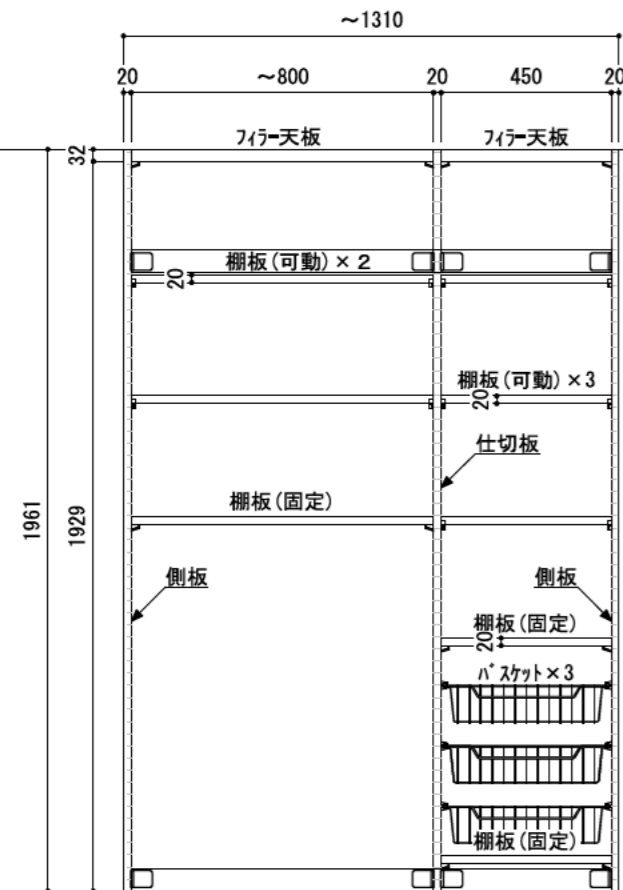 ～1310
20 ～800 20 450 20
フィラー天板 フィラー天板
32
棚板(可動)×2
20
棚板(可動)×3
20
仕切板
棚板(固定)
1961
1929
側板 側板
棚板(固定)
20
バスケット×3
棚板(固定)